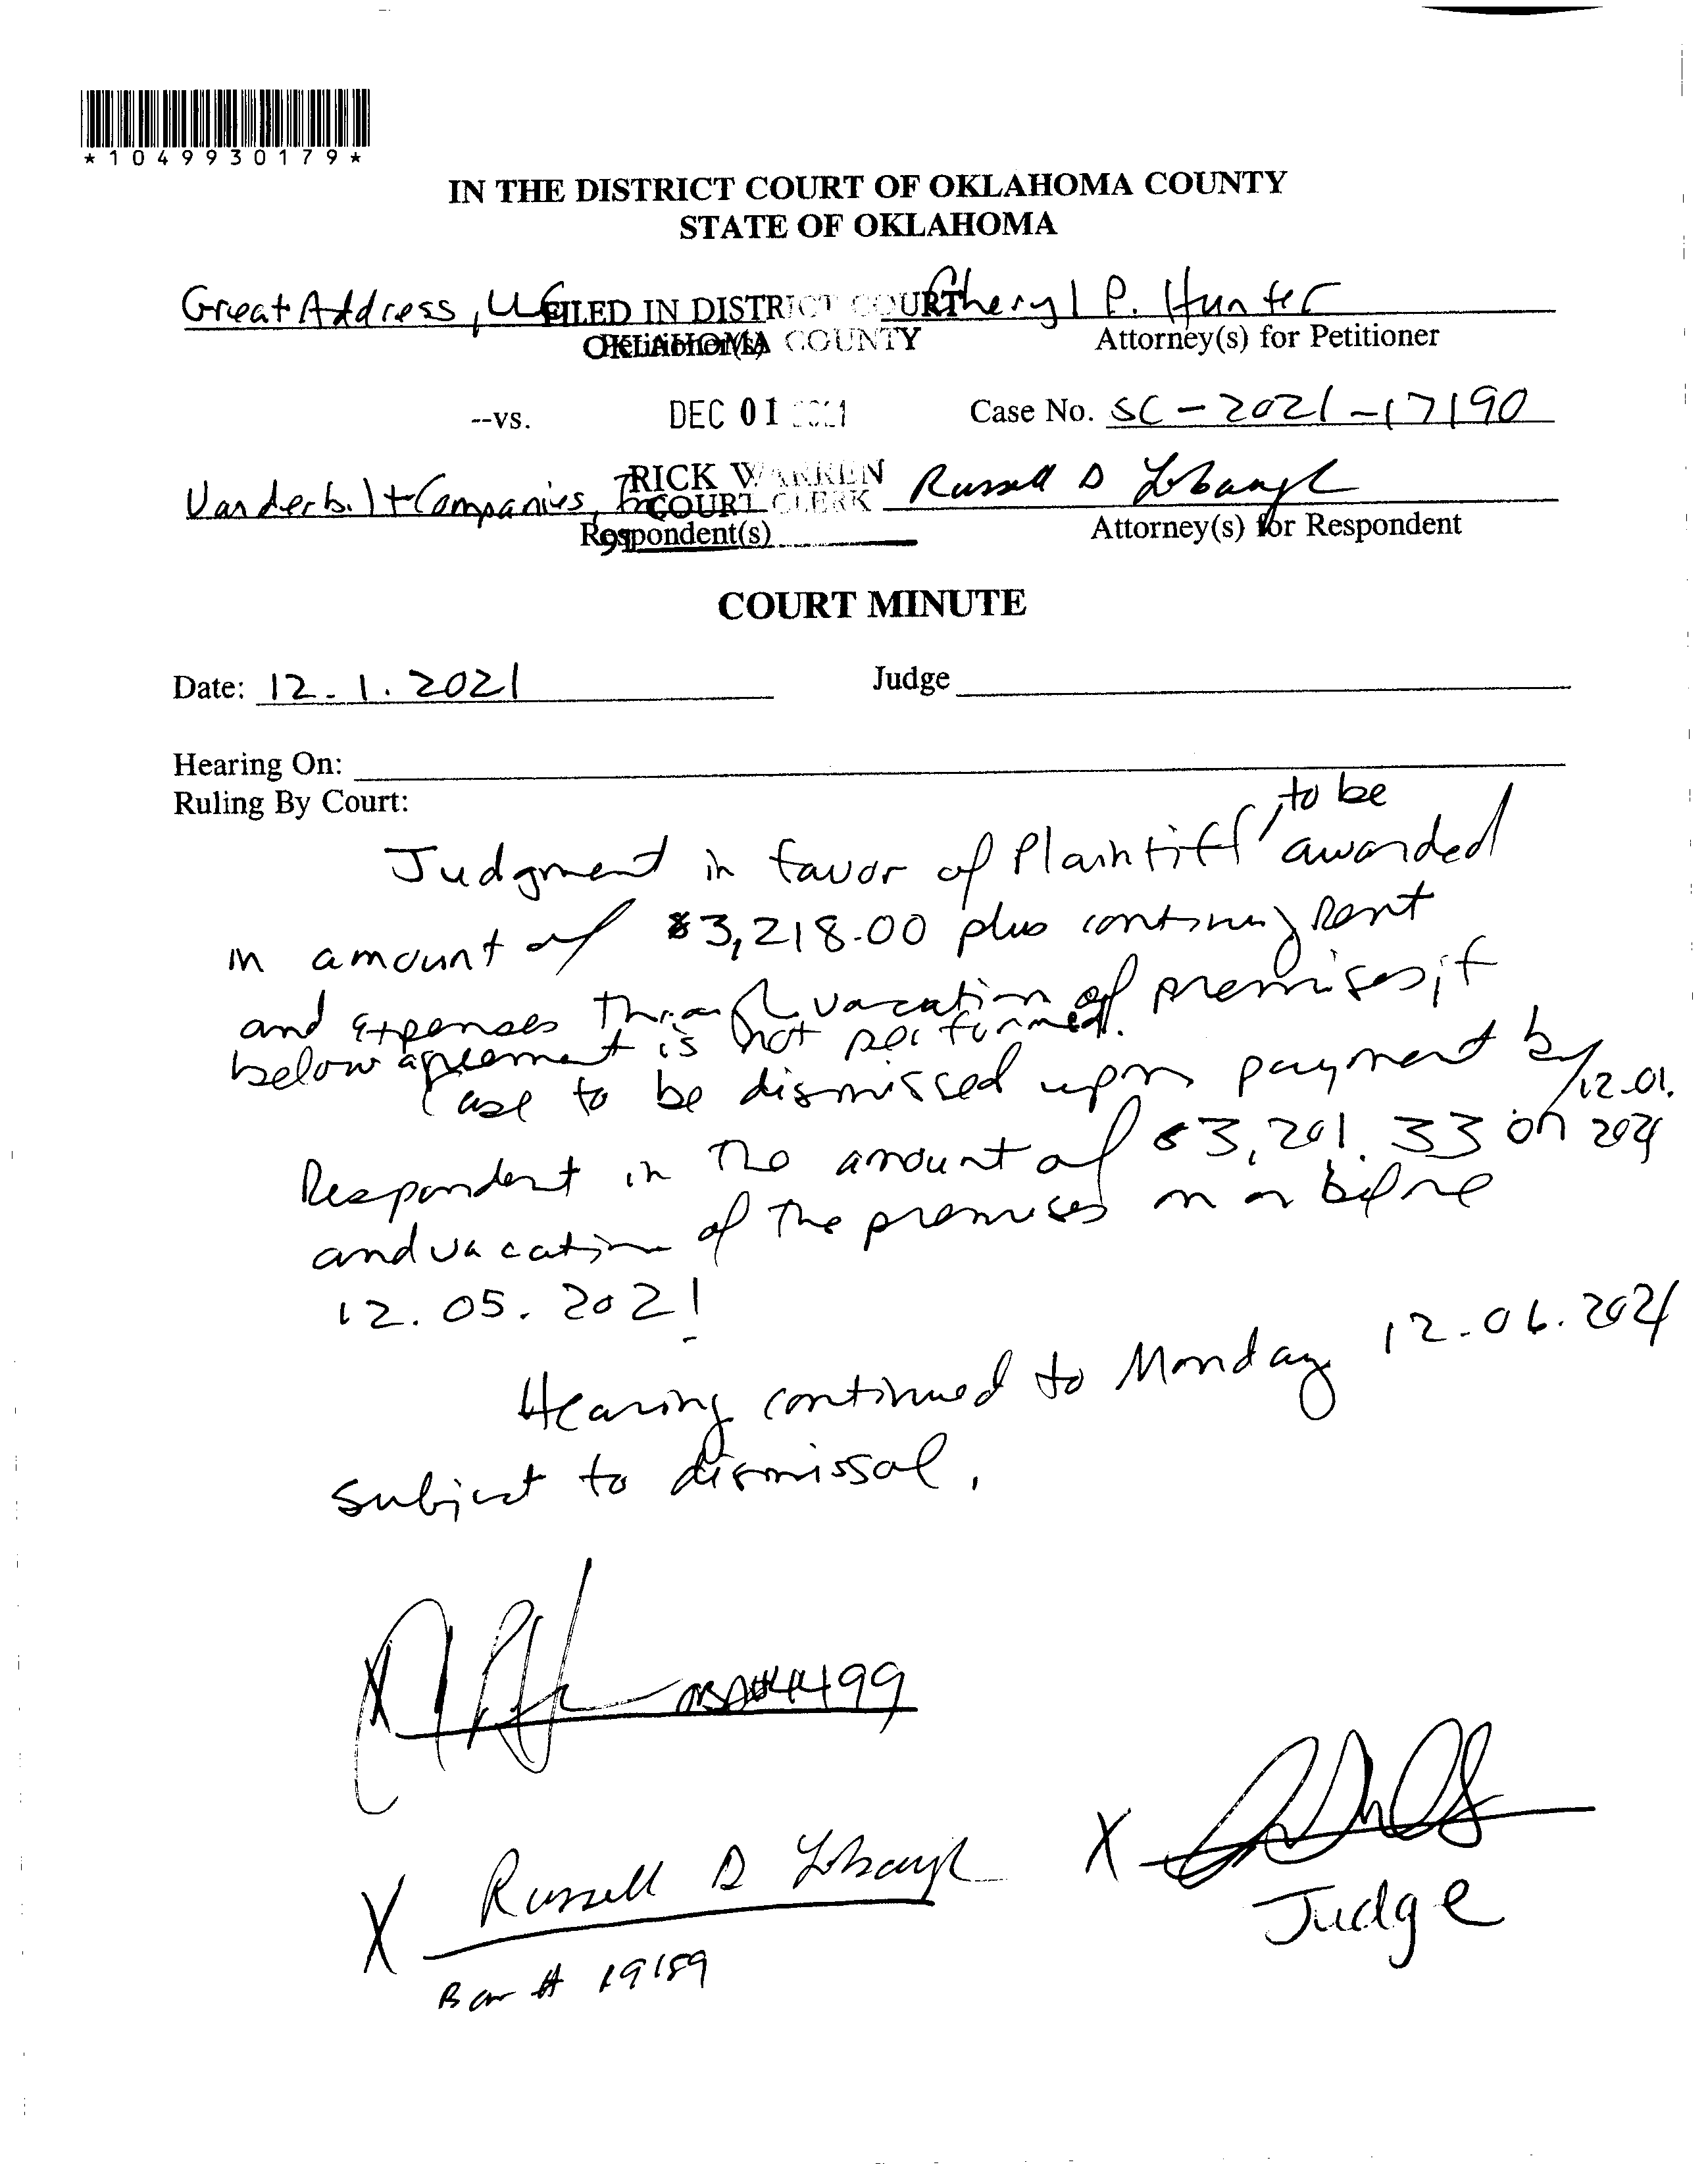 *1049930179*
IN THE DISTRICT COURT OF OKLAHOMA COUNTY
STATE OF OKLAHOMA
Great Address, LLC Cheryl P. Hunter
FILED IN DISTRICT COURT
OKLAHOMA COUNTY
Petitioner(s) Attorney(s) for Petitioner
--vs. DEC 01 2021 Case No. SC-2021-17190
RICK WARREN
COURT CLERK
Vanderbilt Companies, Inc Russell D Lobaugh
Respondent(s) Attorney(s) for Respondent
91
COURT MINUTE
Date: 12.1.2021 Judge
Hearing On:
Ruling By Court:
to be
Judgment in favor of Plaintiff, awarded
in amount of $3,218.00 plus continuing Rent
and expenses through vacation of premises, if
below agreement is not performed.
Case to be dismissed upon payment by
12.01.
Respondent in the amount of $3,201.33 on 2021
and vacation of the premises on or before
12.05.2021
Hearing continued to Monday 12.06.2021
subject to dismissal.
X OBA#4499
X Russell D Lobaugh
Bar # 19159
X
Judge